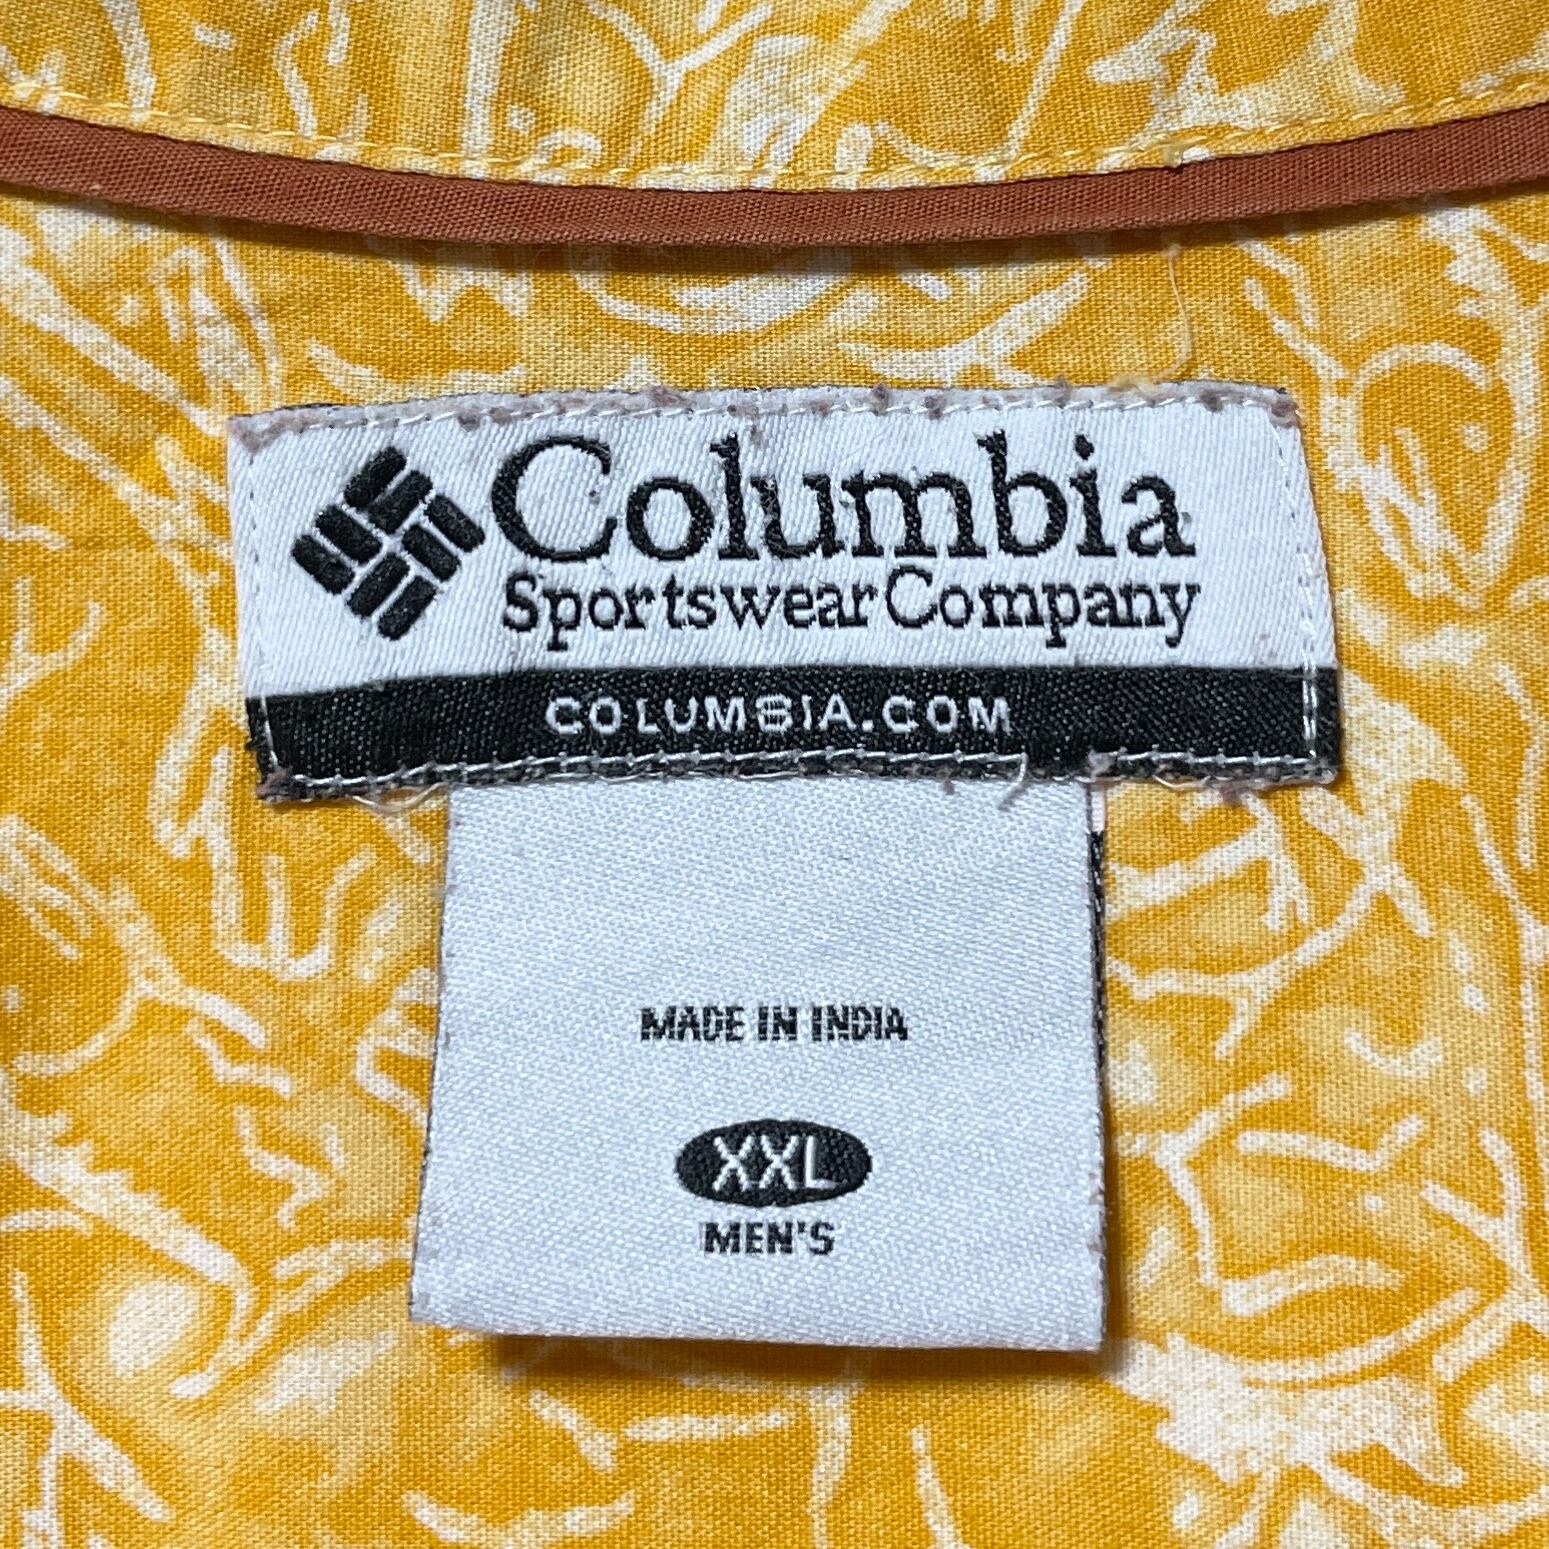 Columbia
Sportswear Company
COLUMBIA.COM
MADE IN INDIA
XXL
MEN'S